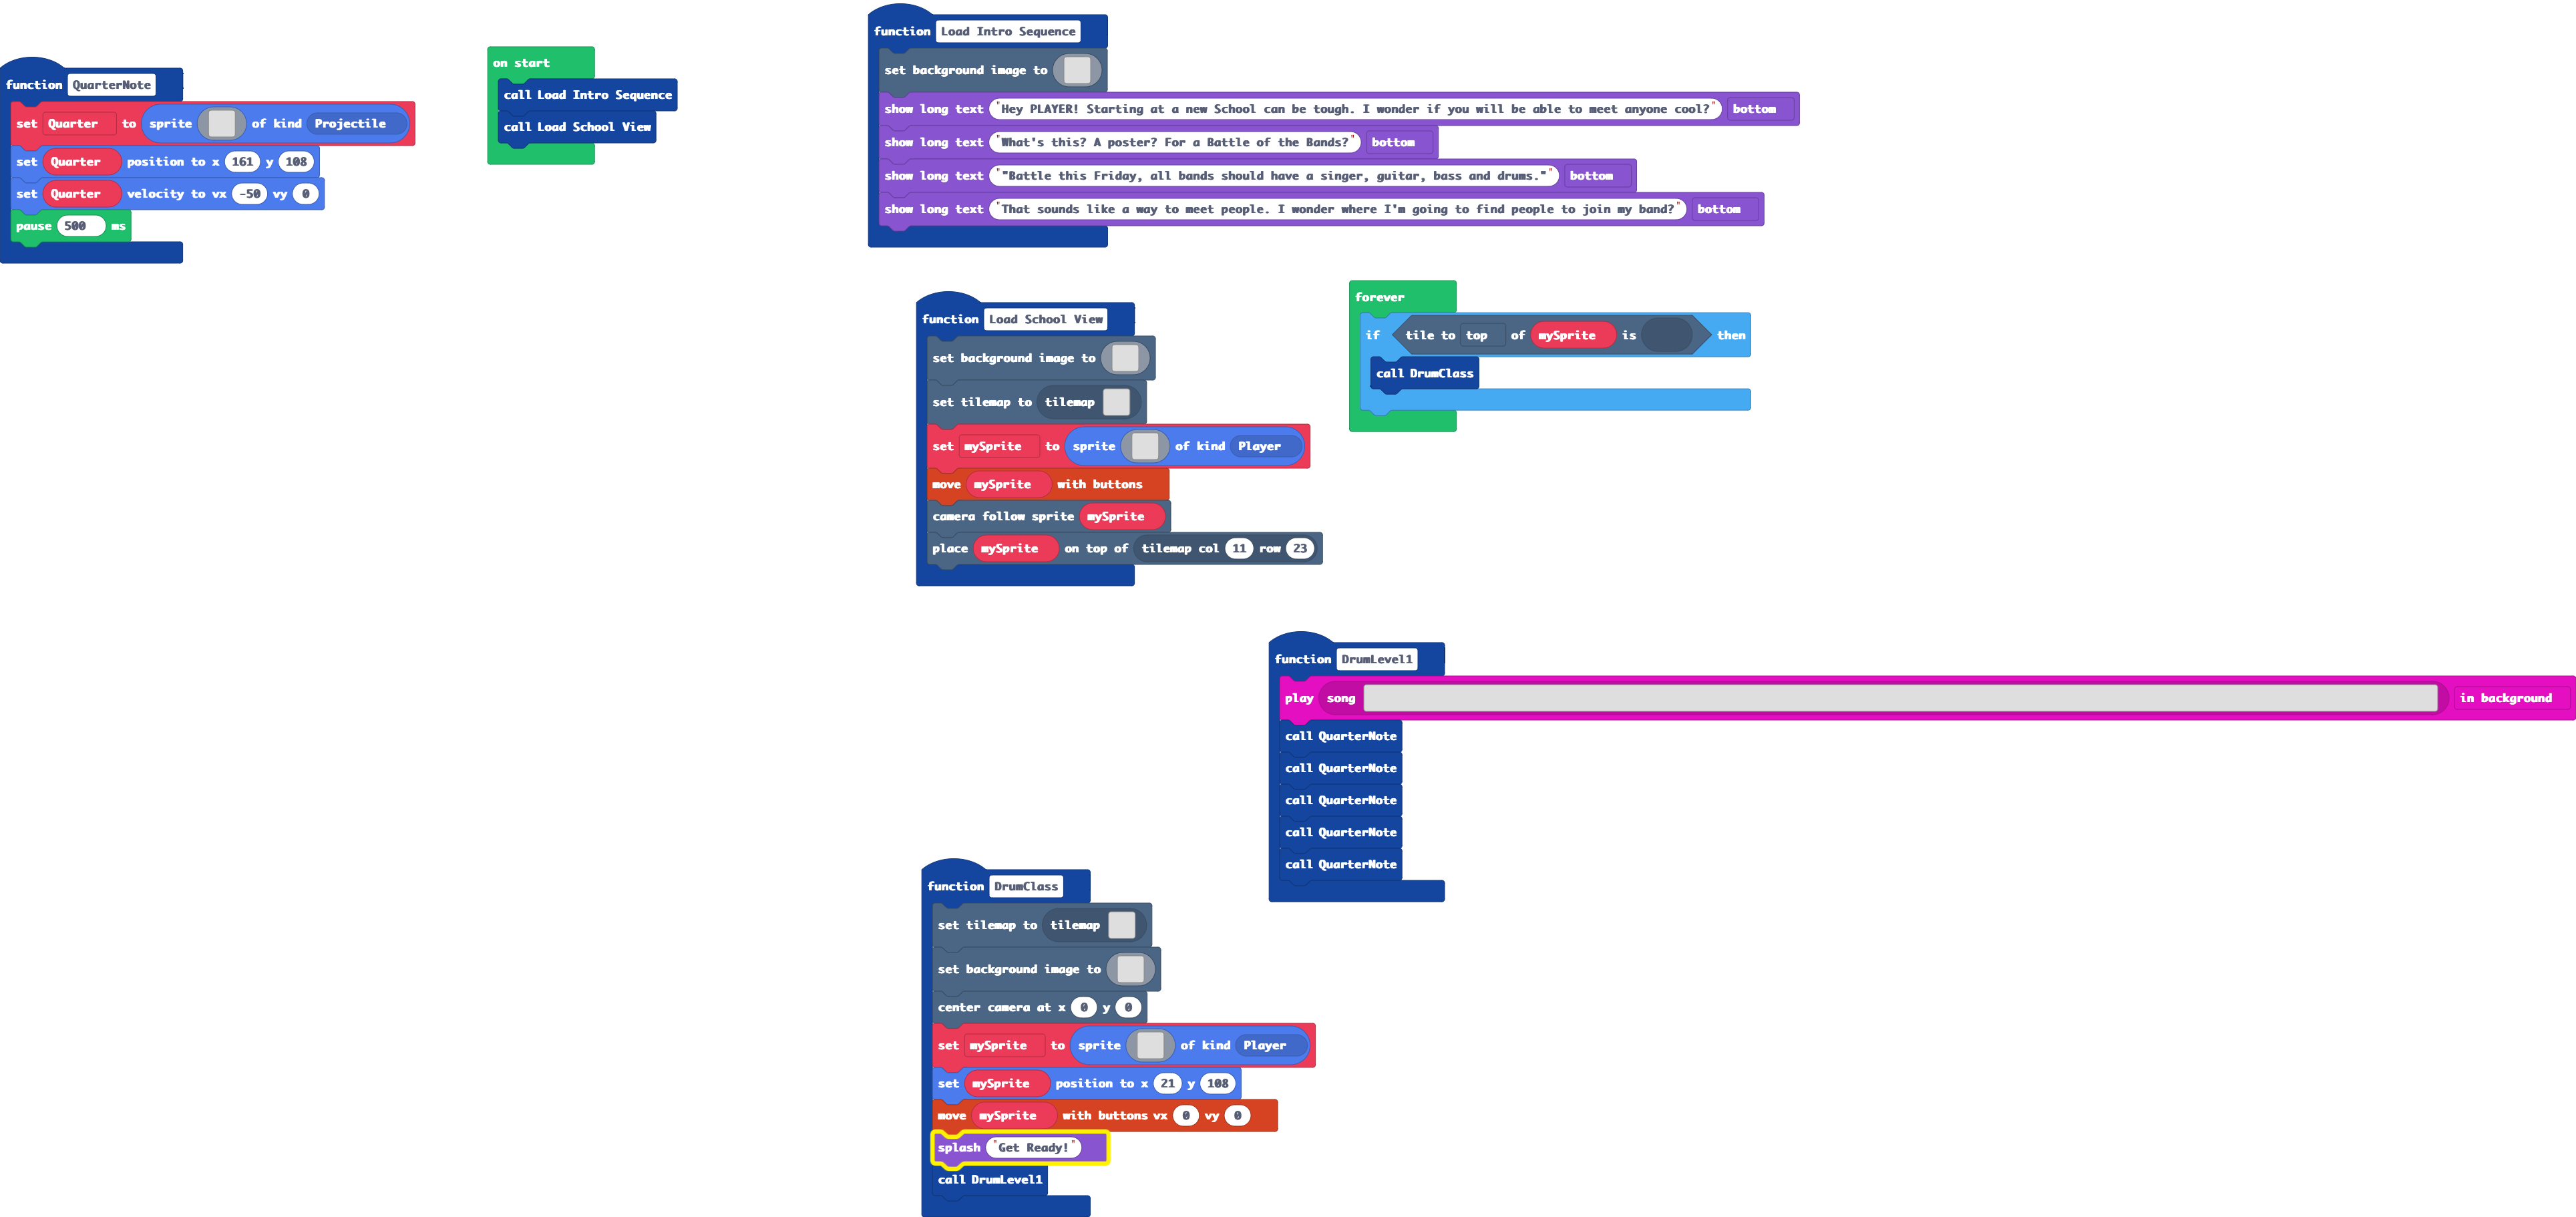 function QuarterNote
set Quarter to sprite of kind Projectile
set Quarter position to x 161 y 108
set Quarter velocity to vx -50 vy 0
pause 500 ms
on start
call Load Intro Sequence
call Load School View
function Load Intro Sequence
set background image to
show long text "Hey PLAYER! Starting at a new School can be tough. I wonder if you will be able to meet anyone cool?" bottom
show long text "What's this? A poster? For a Battle of the Bands?" bottom
show long text ""Battle this Friday, all bands should have a singer, guitar, bass and drums."" bottom
show long text "That sounds like a way to meet people. I wonder where I'm going to find people to join my band?" bottom
function Load School View
set background image to
set tilemap to tilemap
set mySprite to sprite of kind Player
move mySprite with buttons
camera follow sprite mySprite
place mySprite on top of tilemap col 11 row 23
forever
if tile to top of mySprite is then
call DrumClass
function DrumLevel1
play song in background
call QuarterNote
call QuarterNote
call QuarterNote
call QuarterNote
call QuarterNote
function DrumClass
set tilemap to tilemap
set background image to
center camera at x 0 y 0
set mySprite to sprite of kind Player
set mySprite position to x 21 y 108
move mySprite with buttons vx 0 vy 0
splash "Get Ready!"
call DrumLevel1